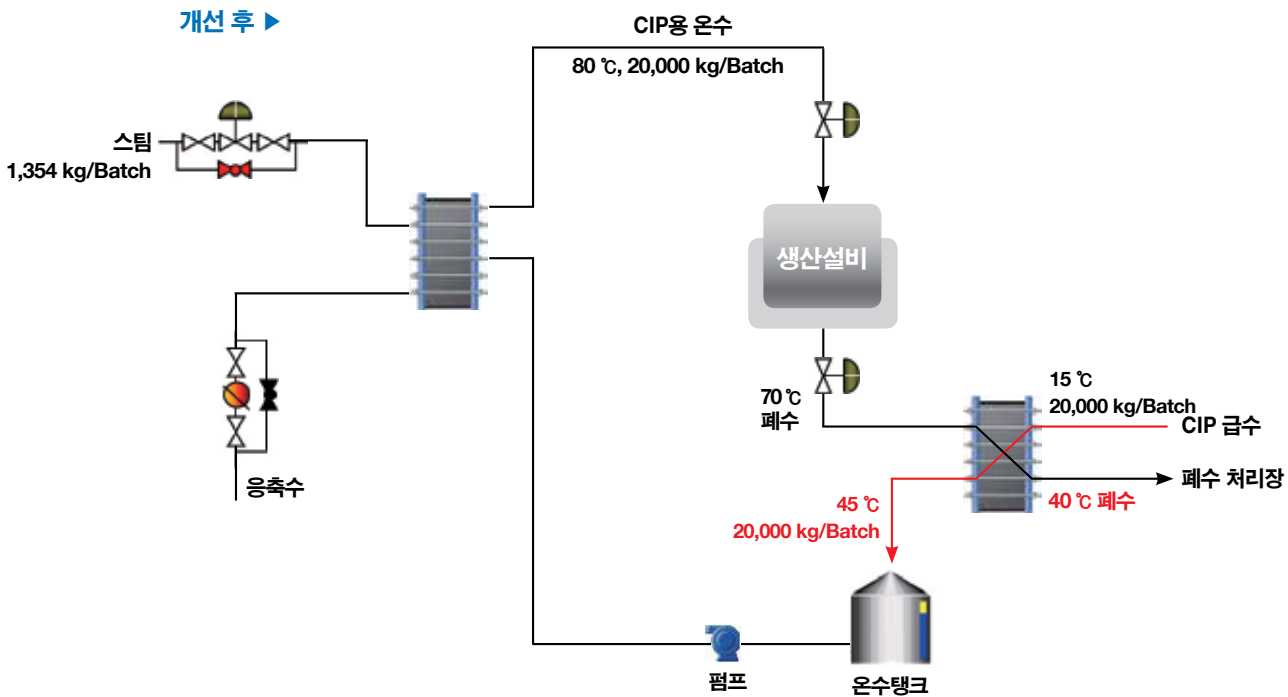 개선 후 ▶
CIP용 온수
80 ℃, 20,000 kg/Batch
스팀
1,354 kg/Batch
생산설비
70 ℃
폐수
15 ℃
20,000 kg/Batch
CIP 급수
폐수 처리장
40 ℃ 폐수
45 ℃
20,000 kg/Batch
응축수
펌프
온수탱크